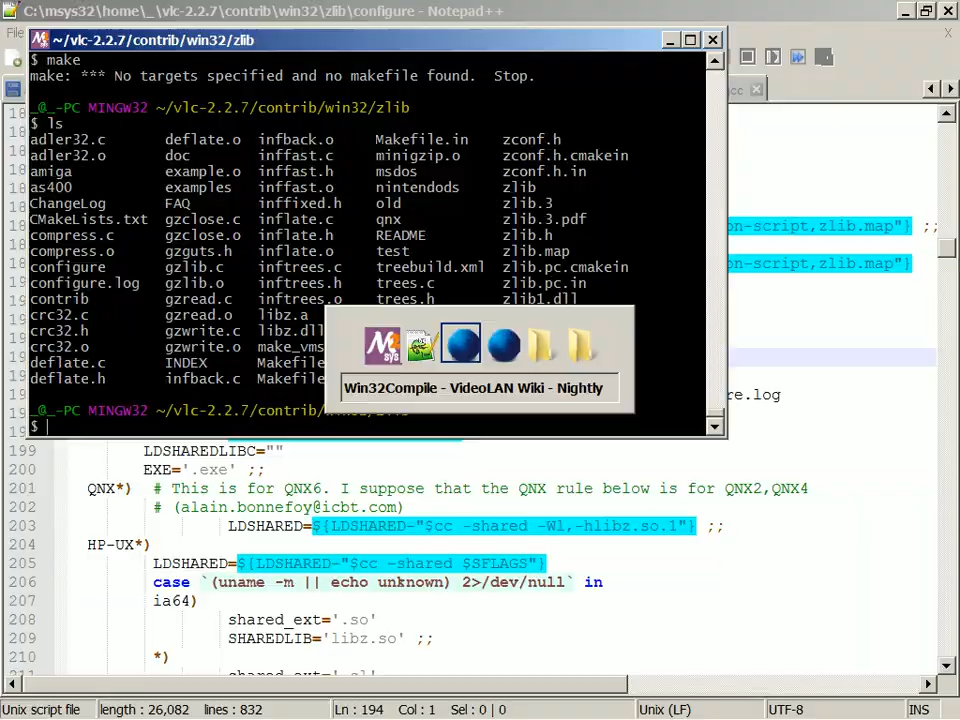 C:\msys32\home\_\vlc-2.2.7\contrib\win32\zlib\configure - Notepad++
File
~/vlc-2.2.7/contrib/win32/zlib
$ make
make: *** No targets specified and no makefile found.  Stop.
_@_-PC MINGW32 ~/vlc-2.2.7/contrib/win32/zlib
$ ls
adler32.c deflate.o infback.o Makefile.in zconf.h
adler32.o doc inffast.c minigzip.o zconf.h.cmakein
amiga example.o inffast.h msdos zconf.h.in
as400 examples inffast.o nintendods zlib
ChangeLog FAQ inffixed.h old zlib.3
CMakeLists.txt gzclose.c inflate.c qnx zlib.3.pdf
compress.c gzclose.o inflate.h README zlib.h
compress.o gzguts.h inflate.o test zlib.map
configure gzlib.c inftrees.c treebuild.xml zlib.pc.cmakein
configure.log gzlib.o inftrees.h trees.c zlib.pc.in
contrib gzread.c inftrees.o trees.h zlib1.dll
crc32.c gzread.o libz.a
crc32.h gzwrite.c libz.dll
crc32.o gzwrite.o make_vms
deflate.c INDEX Makefile
deflate.h infback.c Makefile
_@_-PC MINGW32 ~/vlc-2.2.7/contrib/
$
Msys
Win32Compile - VideoLAN Wiki - Nightly
on-script,zlib.map"} ;;
on-script,zlib.map"}
re.log
199 LDSHAREDLIBC=""
200 EXE='.exe' ;;
201 QNX*) # This is for QNX6. I suppose that the QNX rule below is for QNX2,QNX4
202 # (alain.bonnefoy@icbt.com)
203 LDSHARED=${LDSHARED-"$cc -shared -Wl,-hlibz.so.1"} ;;
204 HP-UX*)
205 LDSHARED=${LDSHARED-"$cc -shared $SFLAGS"}
206 case `(uname -m || echo unknown) 2>/dev/null` in
207 ia64)
208 shared_ext='.so'
209 SHAREDLIB='libz.so' ;;
210 *)
Unix script file length : 26,082 lines : 832 Ln : 194 Col : 1 Sel : 0 | 0 Unix (LF) UTF-8 INS